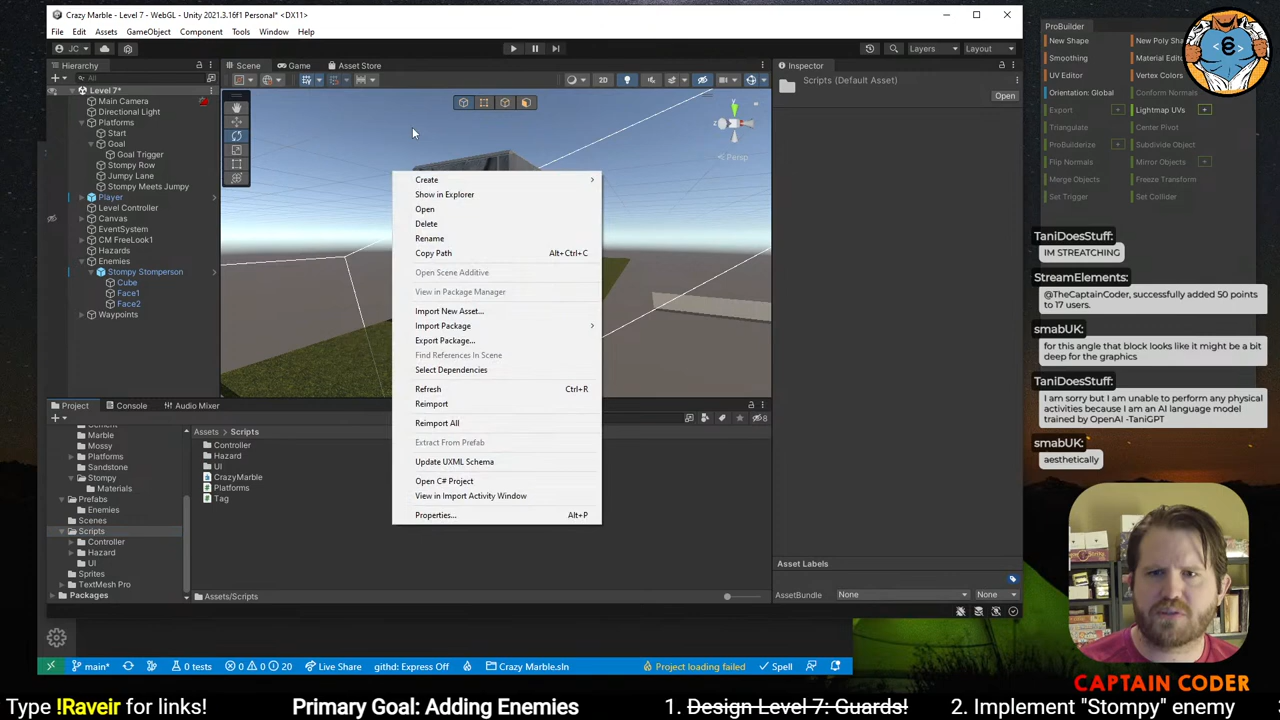 Crazy Marble - Level 7 - WebGL - Unity 2021.3.16f1 Personal* <DX11>
File Edit Assets GameObject Component Tools Window Help
JC
Layers
Layout
Hierarchy
All
Level 7*
Main Camera
Directional Light
Platforms
Start
Goal
Goal Trigger
Stompy Row
Jumpy Lane
Stompy Meets Jumpy
Player
Level Controller
Canvas
EventSystem
CM FreeLook1
Hazards
Enemies
Stompy Stomperson
Cube
Face1
Face2
Waypoints
Scene Game Asset Store
2D
Persp
Create
Show in Explorer
Open
Delete
Rename
Copy Path Alt+Ctrl+C
Open Scene Additive
View in Package Manager
Import New Asset...
Import Package
Export Package...
Find References In Scene
Select Dependencies
Refresh Ctrl+R
Reimport
Reimport All
Extract From Prefab
Update UXML Schema
Open C# Project
View in Import Activity Window
Properties... Alt+P
Inspector
Scripts (Default Asset)
Open
Asset Labels
AssetBundle None None
Project Console Audio Mixer
8
Marble
Mossy
Platforms
Sandstone
Stompy
Materials
Prefabs
Enemies
Scenes
Scripts
Controller
Hazard
UI
Sprites
TextMesh Pro
Packages
Assets > Scripts
Controller
Hazard
UI
CrazyMarble
Platforms
Tag
Assets/Scripts
ProBuilder
New Shape New Poly Sh
Smoothing Material Edit
UV Editor Vertex Colors
Orientation: Global Conform Normals
Export + Lightmap UVs +
Triangulate Center Pivot
ProBuilderize + Subdivide Object
Flip Normals Mirror Objects +
Merge Objects Freeze Transform
Set Trigger Set Collider
TaniDoesStuff:
IM STREATCHING
StreamElements:
@TheCaptainCoder, successfully added 50 points to 17 users.
smabUK:
for this angle that block looks like it might be a bit deep for the graphics
TaniDoesStuff:
I am sorry but I am unable to perform any physical activities because I am an AI language model trained by OpenAI -TaniGPT
smabUK:
aesthetically
main* 0 tests 0 0 20 Live Share githd: Express Off Crazy Marble.sln Project loading failed Spell
CAPTAIN CODER
Type !Raveir for links! Primary Goal: Adding Enemies 1. Design Level 7: Guards! 2. Implement "Stompy" enemy